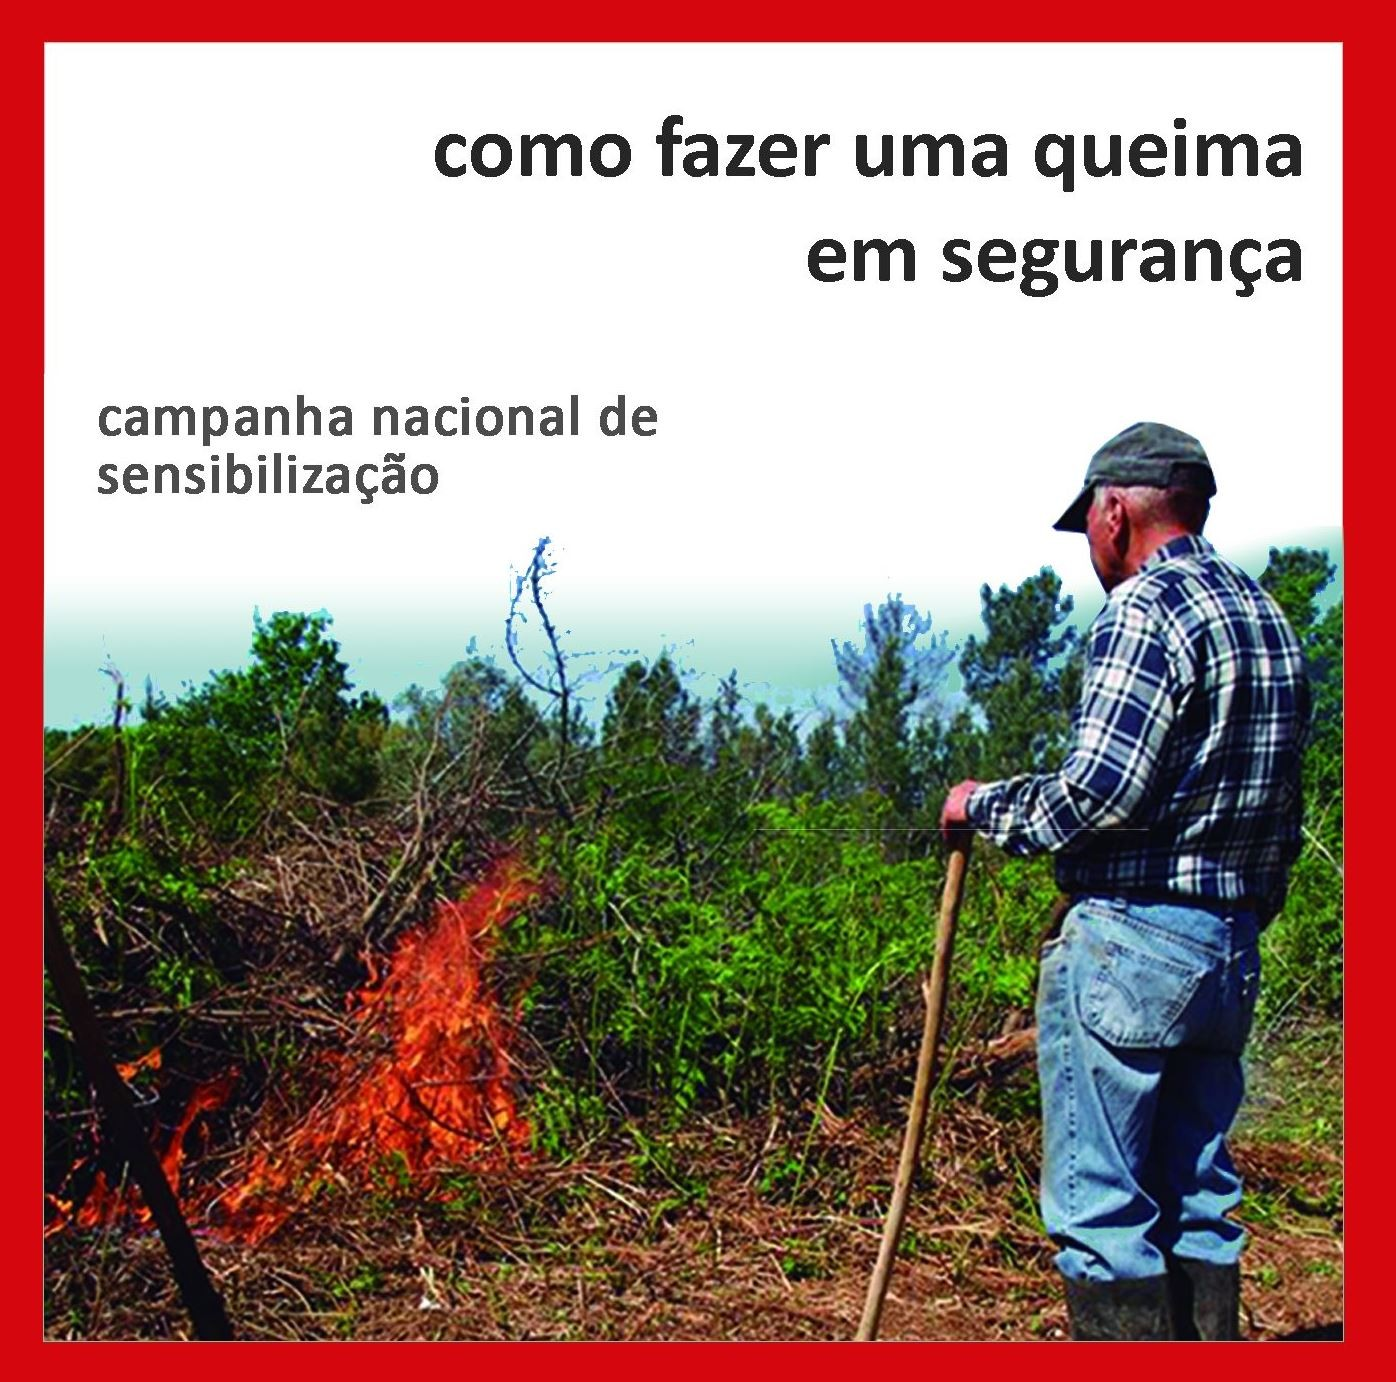 como fazer uma queima
em segurança
campanha nacional de
sensibilização